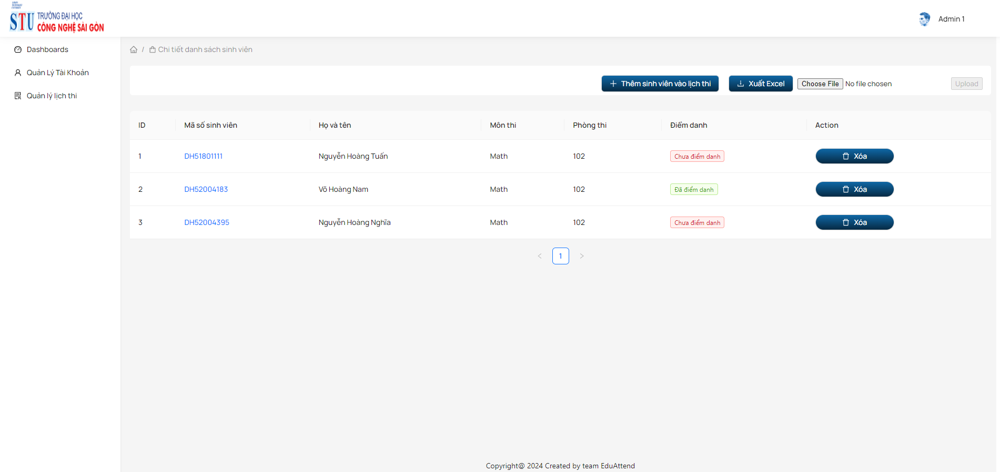 STU TRƯỜNG ĐẠI HỌC
CÔNG NGHỆ SÀI GÒN
Admin 1
Dashboards
Quản Lý Tài Khoản
Quản lý lịch thi
/ Chi tiết danh sách sinh viên
Thêm sinh viên vào lịch thi Xuất Excel Choose File No file chosen Upload
ID Mã số sinh viên Họ và tên Môn thi Phòng thi Điểm danh Action
1 DH51801111 Nguyễn Hoàng Tuấn Math 102 Chưa điểm danh Xóa
2 DH52004183 Võ Hoàng Nam Math 102 Đã điểm danh Xóa
3 DH52004395 Nguyễn Hoàng Nghĩa Math 102 Chưa điểm danh Xóa
< 1 >
Copyright@ 2024 Created by team EduAttend